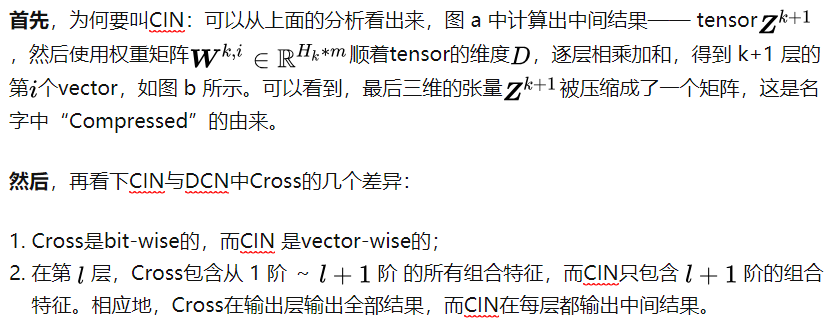 首先，为何要叫CIN：可以从上面的分析看出来，图 a 中计算出中间结果—— tensor Z^{k+1}
，然后使用权重矩阵W^{k,i} ∈ ℝ^{H_k*m}顺着tensor的维度D，逐层相乘加和，得到 k+1 层的
第i个vector，如图 b 所示。可以看到，最后三维的张量Z^{k+1}被压缩成了一个矩阵，这是名
字中“Compressed”的由来。
然后，再看下CIN与DCN中Cross的几个差异：
1. Cross是bit-wise的，而CIN 是vector-wise的；
2. 在第 l 层，Cross包含从 1 阶 ~ l + 1 阶 的所有组合特征，而CIN只包含 l + 1 阶的组合
特征。相应地，Cross在输出层输出全部结果，而CIN在每层都输出中间结果。